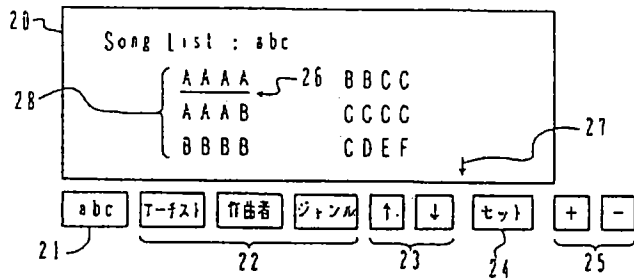 20
Song List : abc
AAAA 26 BBCC
28 AAAB CCCC 27
BBBB CDEF
↓
abc アーチスト 作曲者 ジャンル ↑ ↓ セット + -
21 22 23 24 25